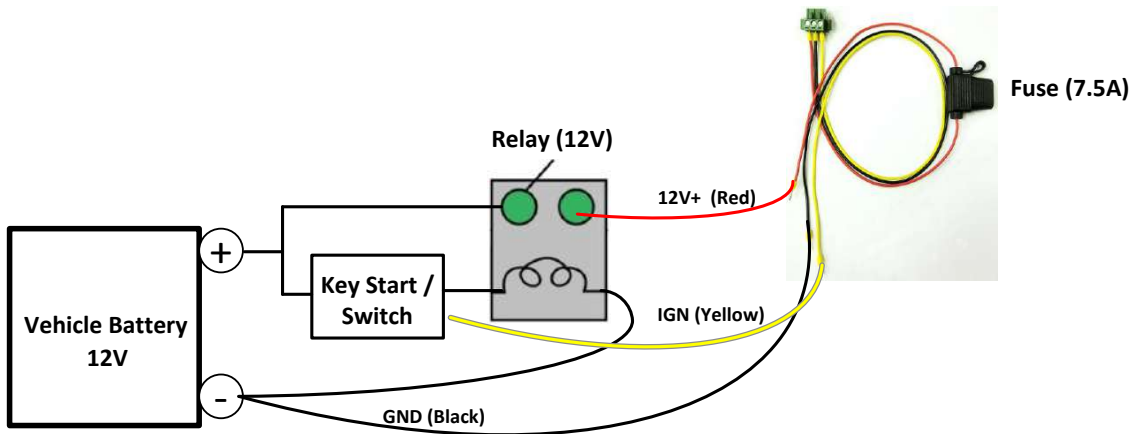 Fuse (7.5A)
Relay (12V)
12V+ (Red)
+
Key Start /
Switch
Vehicle Battery
12V
IGN (Yellow)
-
GND (Black)